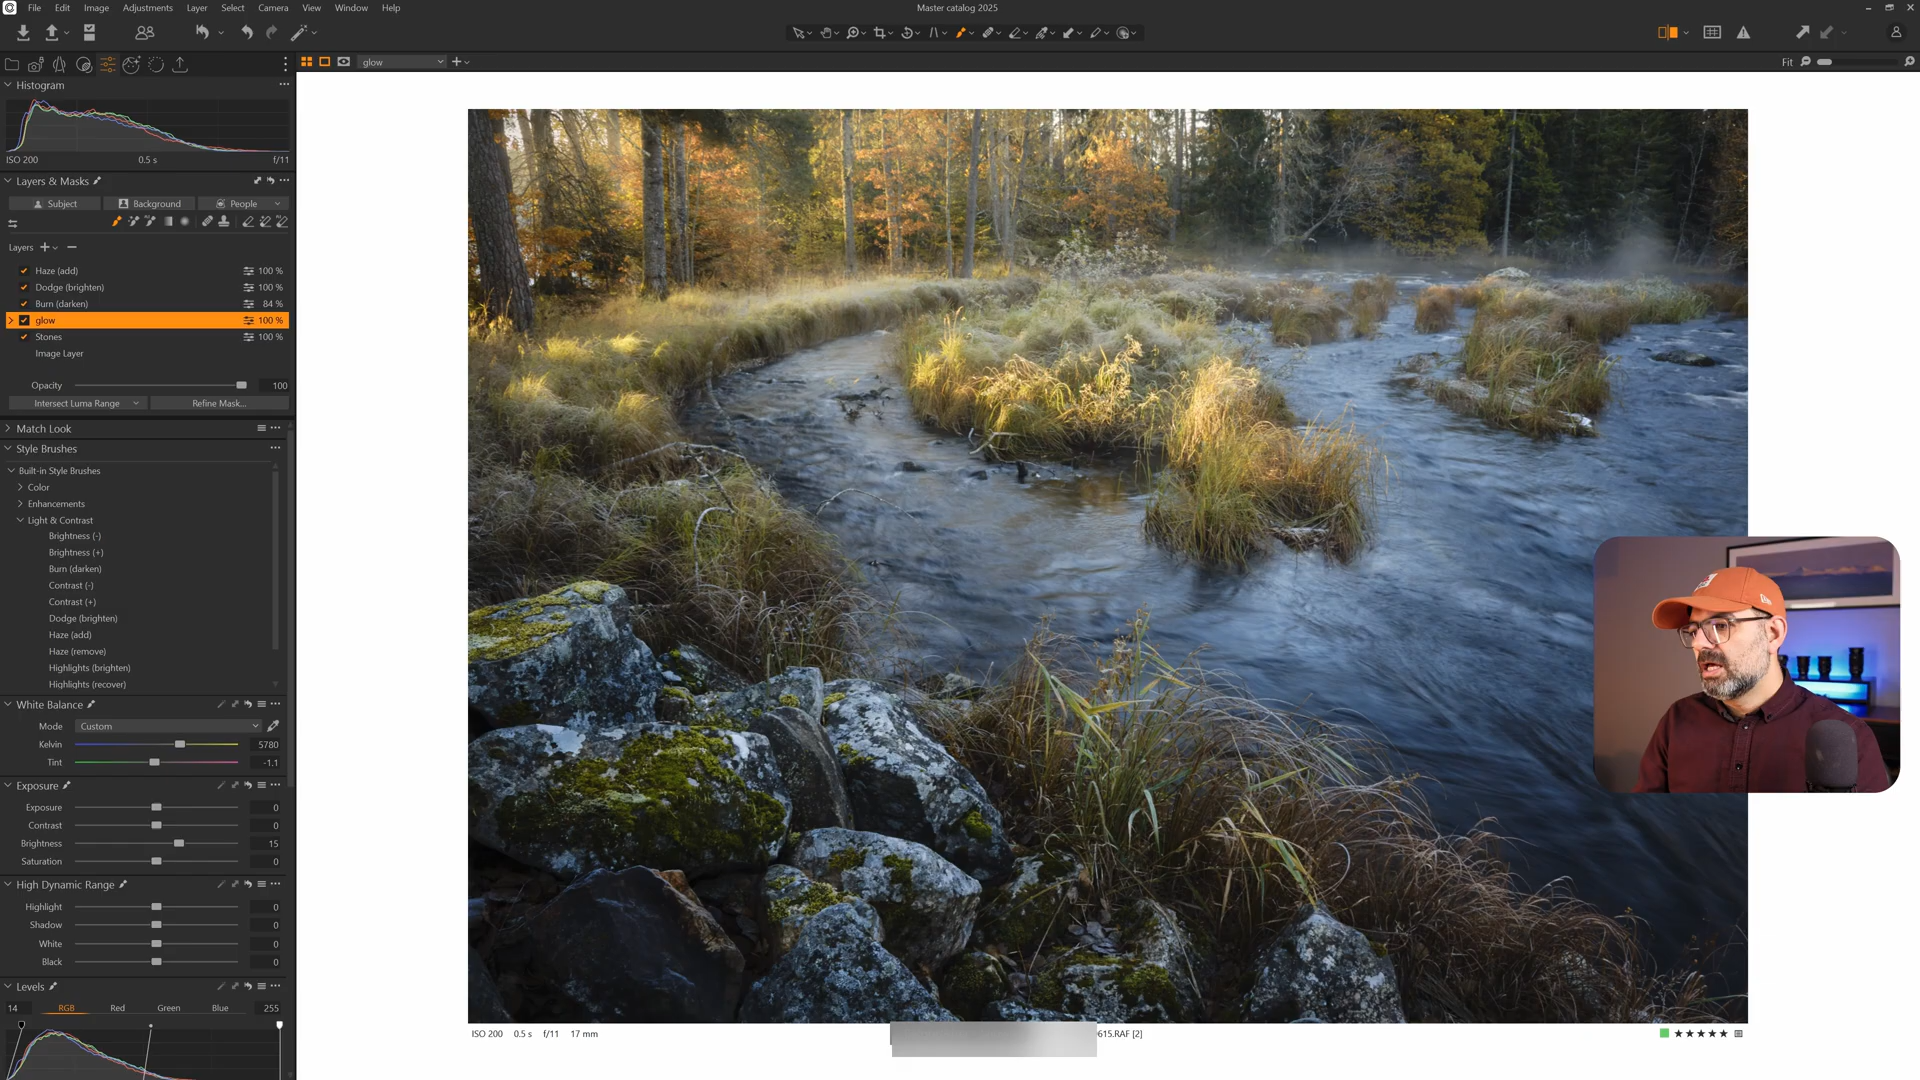 File Edit Image Adjustments Layer Select Camera View Window Help
Master catalog 2025
glow
Fit
Histogram
ISO 200 0.5 s f/11
Layers & Masks
Subject Background People
Layers
Haze (add) 100 %
Dodge (brighten) 100 %
Burn (darken) 84 %
glow 100 %
Stones 100 %
Image Layer
Opacity 100
Intersect Luma Range Refine Mask...
Match Look
Style Brushes
Built-in Style Brushes
Color
Enhancements
Light & Contrast
Brightness (-)
Brightness (+)
Burn (darken)
Contrast (-)
Contrast (+)
Dodge (brighten)
Haze (add)
Haze (remove)
Highlights (brighten)
Highlights (recover)
White Balance
Mode Custom
Kelvin 5780
Tint -1.1
Exposure
Exposure 0
Contrast 0
Brightness 15
Saturation 0
High Dynamic Range
Highlight 0
Shadow 0
White 0
Black 0
Levels
14 RGB Red Green Blue 255
ISO 200 0.5 s f/11 17 mm
615.RAF [2]